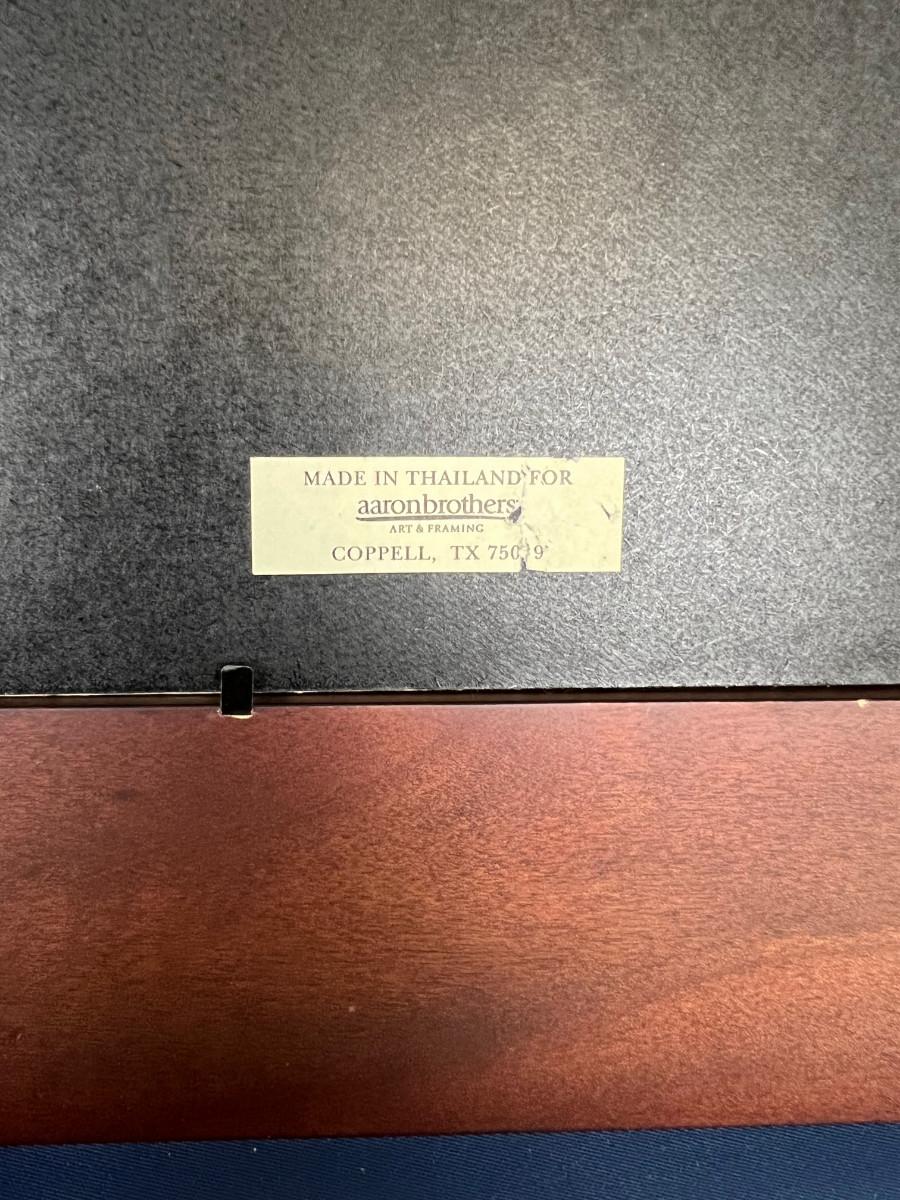 MADE IN THAILAND FOR
aaronbrothers
ART & FRAMING
COPPELL, TX